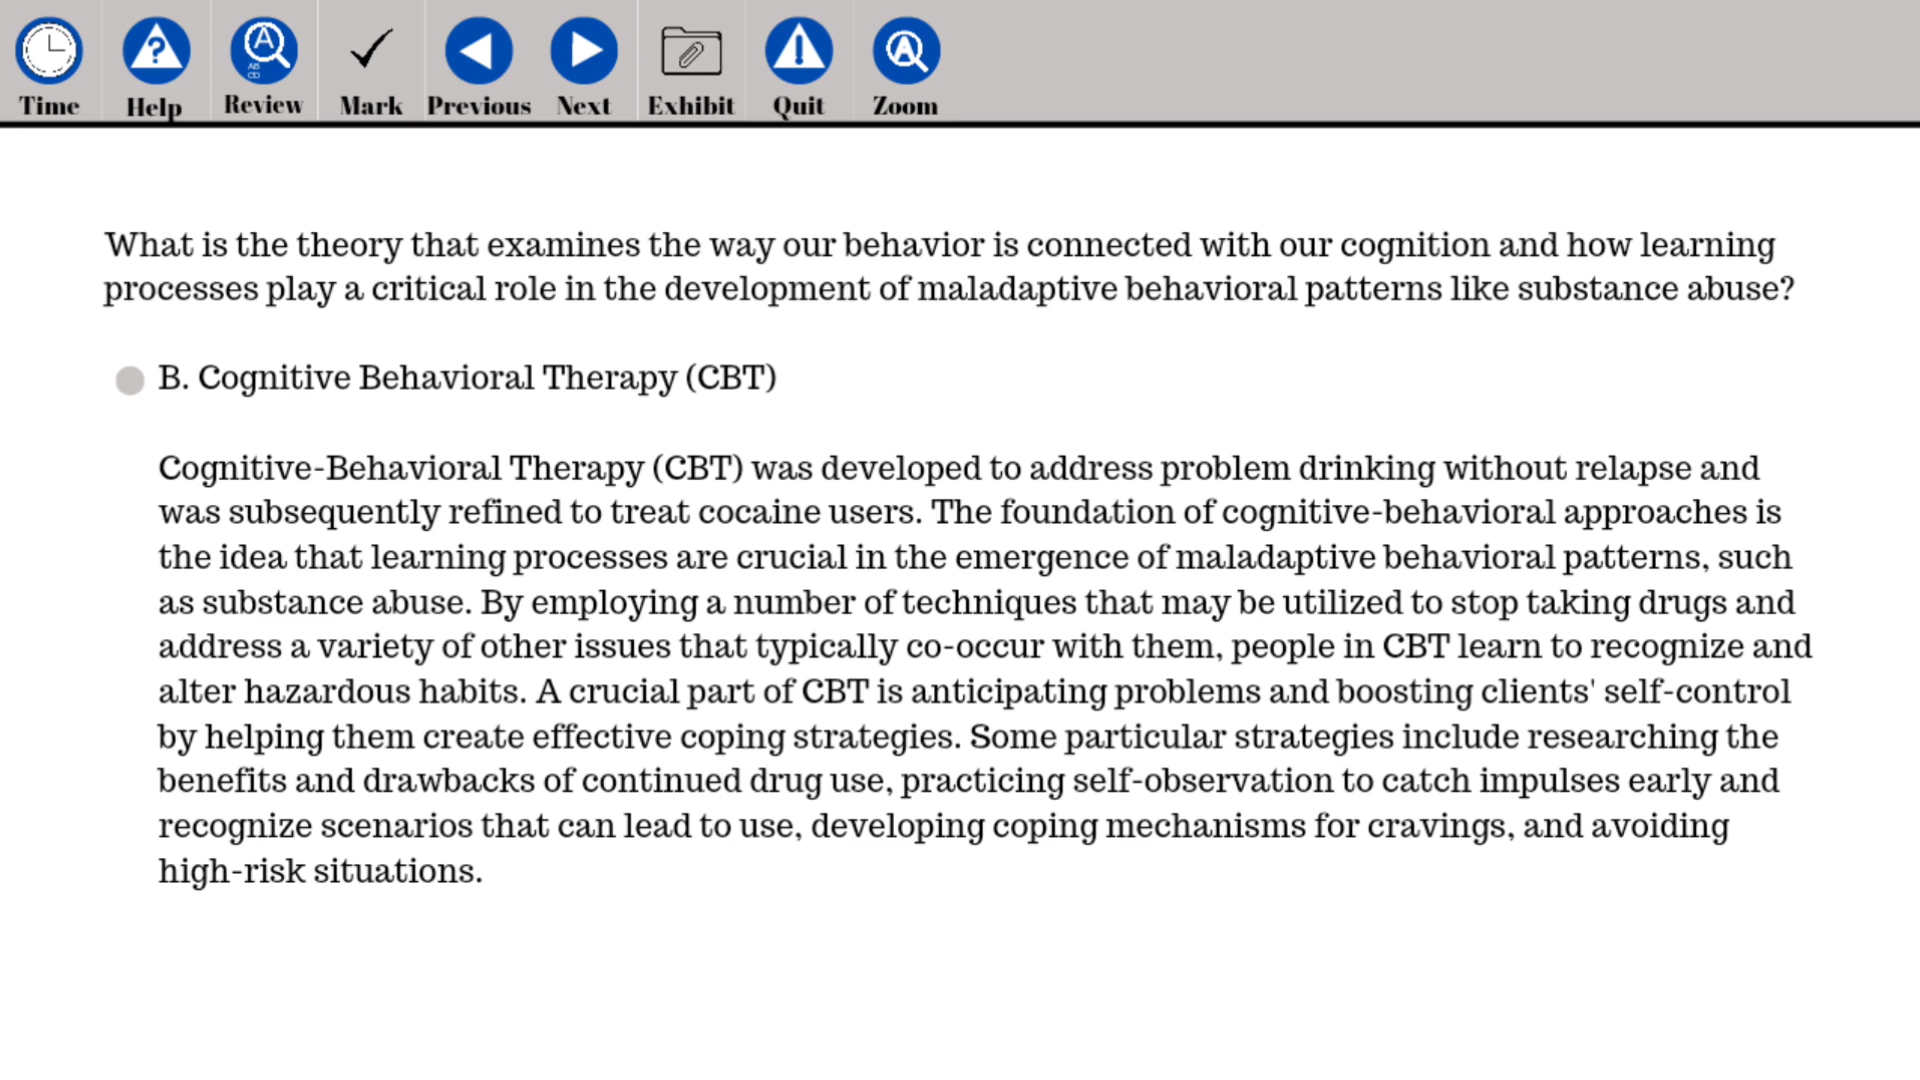 Time Help Review Mark Previous Next Exhibit Quit Zoom
What is the theory that examines the way our behavior is connected with our cognition and how learning
processes play a critical role in the development of maladaptive behavioral patterns like substance abuse?
B. Cognitive Behavioral Therapy (CBT)
Cognitive-Behavioral Therapy (CBT) was developed to address problem drinking without relapse and
was subsequently refined to treat cocaine users. The foundation of cognitive-behavioral approaches is
the idea that learning processes are crucial in the emergence of maladaptive behavioral patterns, such
as substance abuse. By employing a number of techniques that may be utilized to stop taking drugs and
address a variety of other issues that typically co-occur with them, people in CBT learn to recognize and
alter hazardous habits. A crucial part of CBT is anticipating problems and boosting clients' self-control
by helping them create effective coping strategies. Some particular strategies include researching the
benefits and drawbacks of continued drug use, practicing self-observation to catch impulses early and
recognize scenarios that can lead to use, developing coping mechanisms for cravings, and avoiding
high-risk situations.